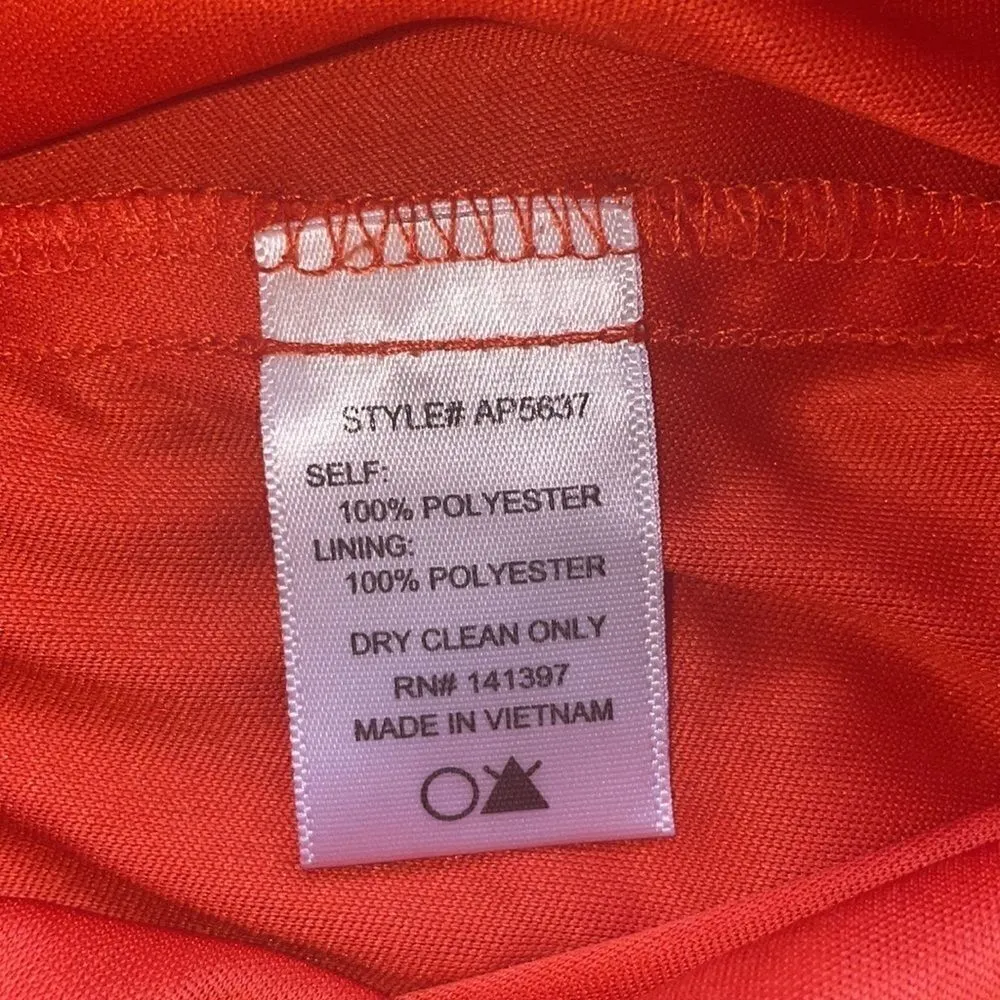 STYLE# AP5637
SELF:
100% POLYESTER
LINING:
100% POLYESTER
DRY CLEAN ONLY
RN# 141397
MADE IN VIETNAM